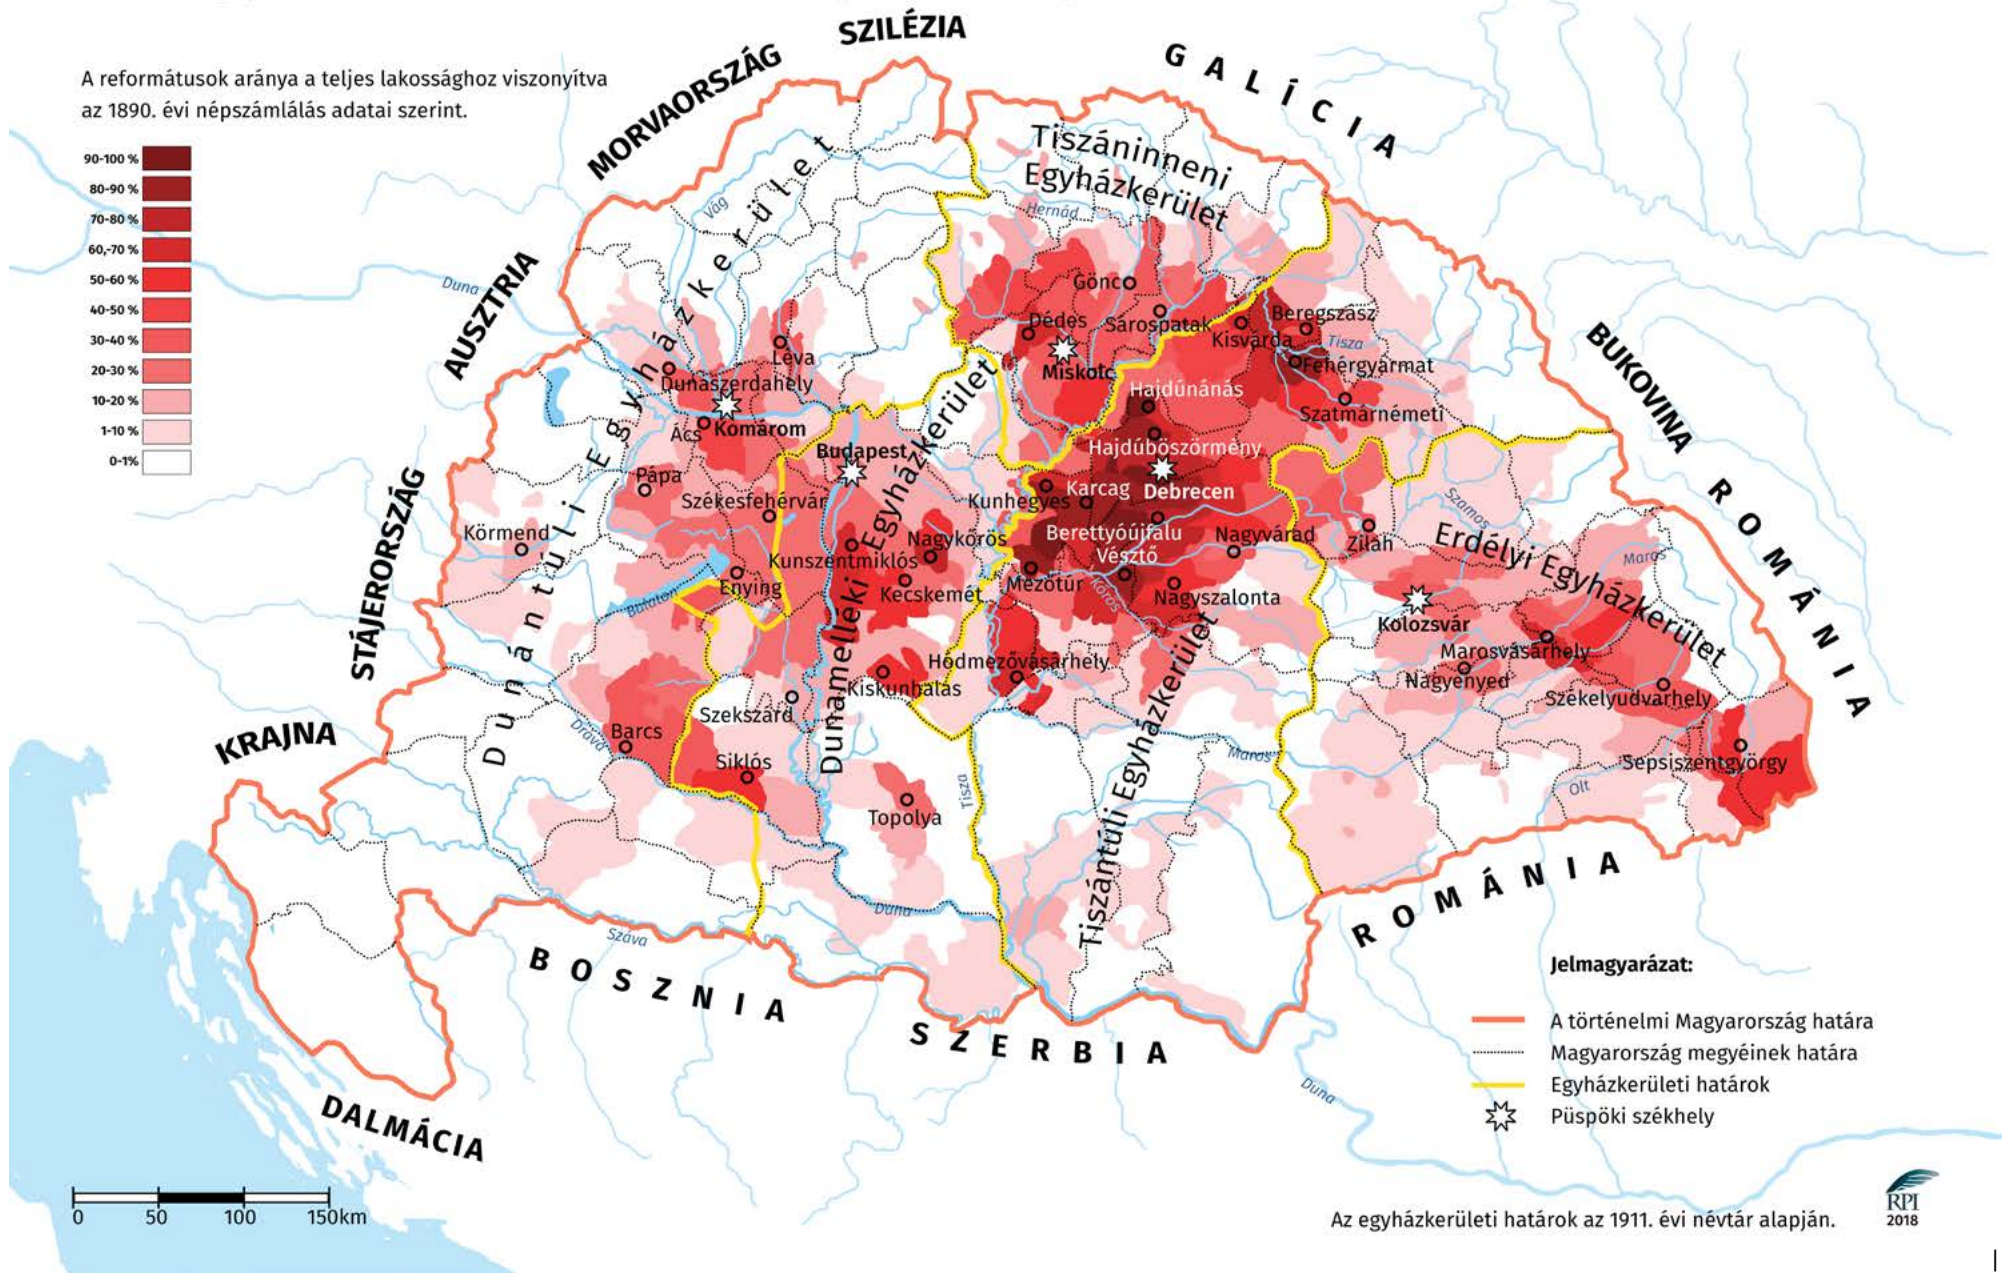 A reformátusok aránya a teljes lakossághoz viszonyítva
az 1890. évi népszámlálás adatai szerint.
90-100 %
80-90 %
70-80 %
60,-70 %
50-60 %
40-50 %
30-40 %
20-30 %
10-20 %
1-10 %
0-1%
SZILÉZIA
MORVAORSZÁG
GALÍCIA
AUSZTRIA
BUKOVINA
STÁJERORSZÁG
ROMÁNIA
KRAJNA
DALMÁCIA
BOSZNIA
SZERBIA
ROMÁNIA
Tiszáninneni
Egyházkerület
Dunántúli Egyházkerület
Dunamelléki Egyházkerület
Tiszántúli Egyházkerület
Erdélyi Egyházkerület
Vág
Hernád
Duna
Tisza
Szamos
Maros
Körös
Balaton
Dráva
Maros
Olt
Tisza
Duna
Száva
Duna
Gönc
Dédes
Sárospatak
Beregszász
Kisvárda
Miskolc
Fehérgyarmat
Hajdúnánás
Szatmárnémeti
Léva
Dunaszerdahely
Ács
Komárom
Budapest
Hajdúböszörmény
Pápa
Székesfehérvár
Kunhegyes
Karcag
Debrecen
Körmend
Kunszentmiklós
Nagykőrös
Berettyóújfalu
Vésztő
Nagyvárad
Zilah
Enying
Kecskemét
Mezőtúr
Nagyszalonta
Kolozsvár
Marosvásárhely
Hódmezővásárhely
Kiskunhalas
Nagyenyed
Székelyudvarhely
Szekszárd
Barcs
Siklós
Sepsiszentgyörgy
Topolya
Jelmagyarázat:
A történelmi Magyarország határa
Magyarország megyéinek határa
Egyházkerületi határok
Püspöki székhely
0 50 100 150km
Az egyházkerületi határok az 1911. évi névtár alapján.
RPI
2018